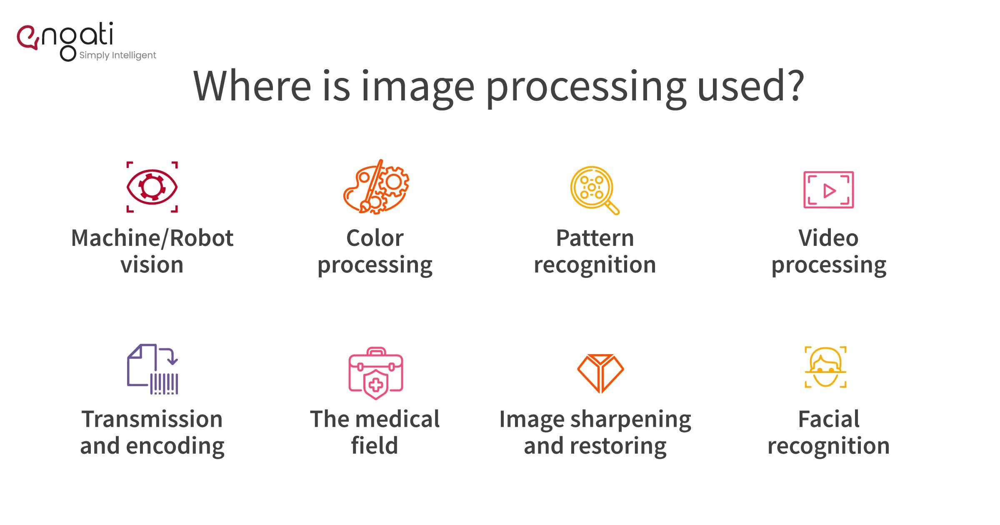 engati
Simply Intelligent
Where is image processing used?
Machine/Robot
vision
Color
processing
Pattern
recognition
Video
processing
Transmission
and encoding
The medical
field
Image sharpening
and restoring
Facial
recognition